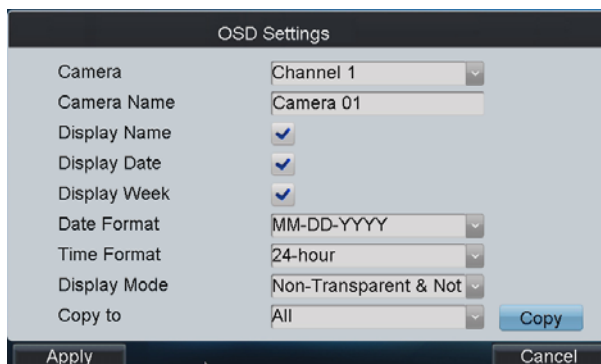 OSD Settings
Camera Channel 1
Camera Name Camera 01
Display Name
Display Date
Display Week
Date Format MM-DD-YYYY
Time Format 24-hour
Display Mode Non-Transparent & Not
Copy to All Copy
Apply Cancel